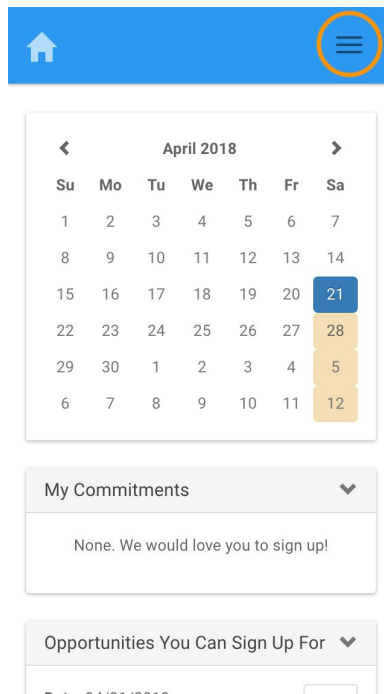 April 2018
Su Mo Tu We Th Fr Sa
1 2 3 4 5 6 7
8 9 10 11 12 13 14
15 16 17 18 19 20 21
22 23 24 25 26 27 28
29 30 1 2 3 4 5
6 7 8 9 10 11 12
My Commitments
None. We would love you to sign up!
Opportunities You Can Sign Up For